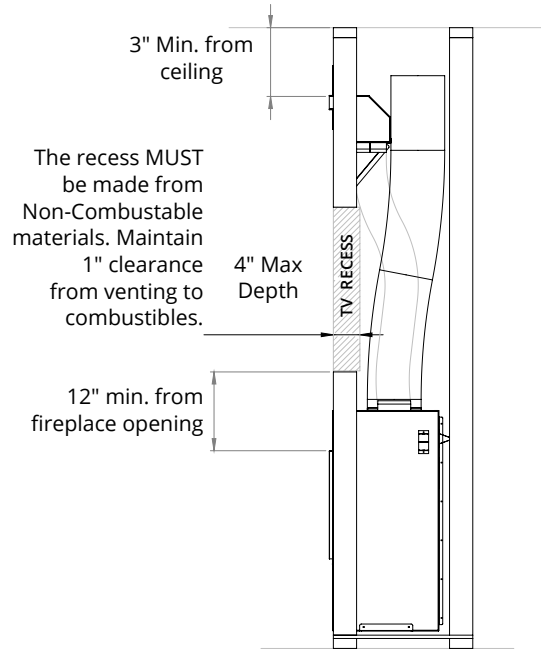 3" Min. from
ceiling
The recess MUST
be made from
Non-Combustable
materials. Maintain
1" clearance
from venting to
combustibles.
4" Max
Depth
TV RECESS
12" min. from
fireplace opening